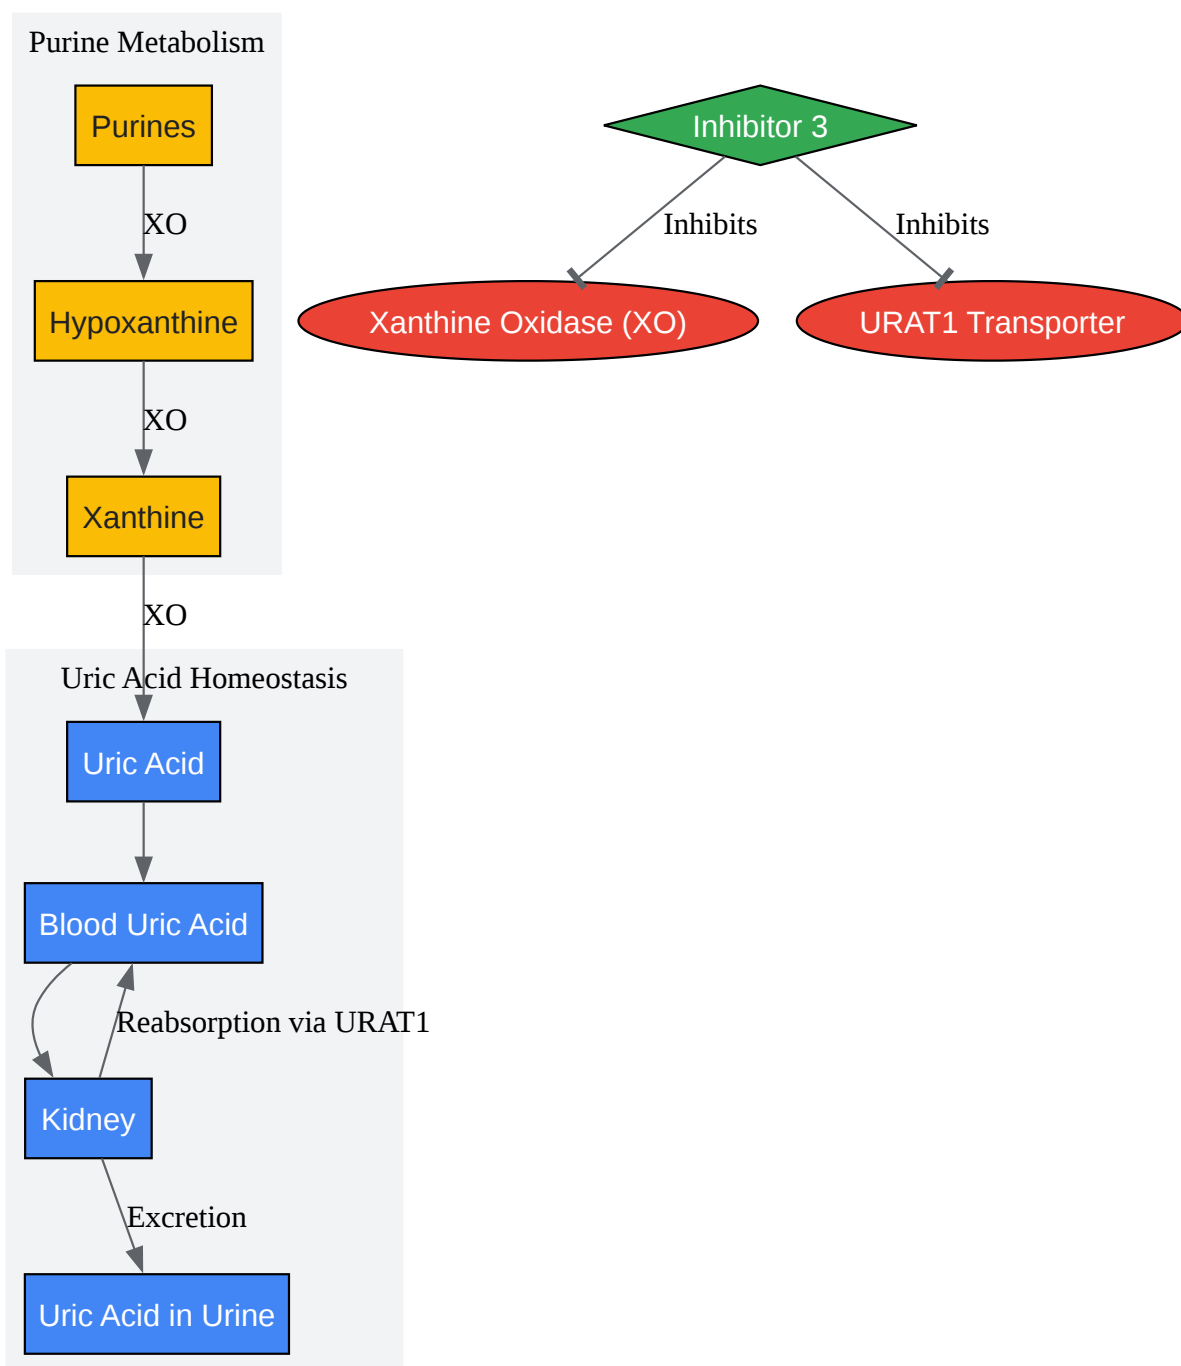 Purine Metabolism
Purines
XO
Hypoxanthine
XO
Xanthine
XO
Uric Acid Homeostasis
Uric Acid
Blood Uric Acid
Reabsorption via URAT1
Kidney
Excretion
Uric Acid in Urine
Inhibitor 3
Inhibits
Inhibits
Xanthine Oxidase (XO)
URAT1 Transporter